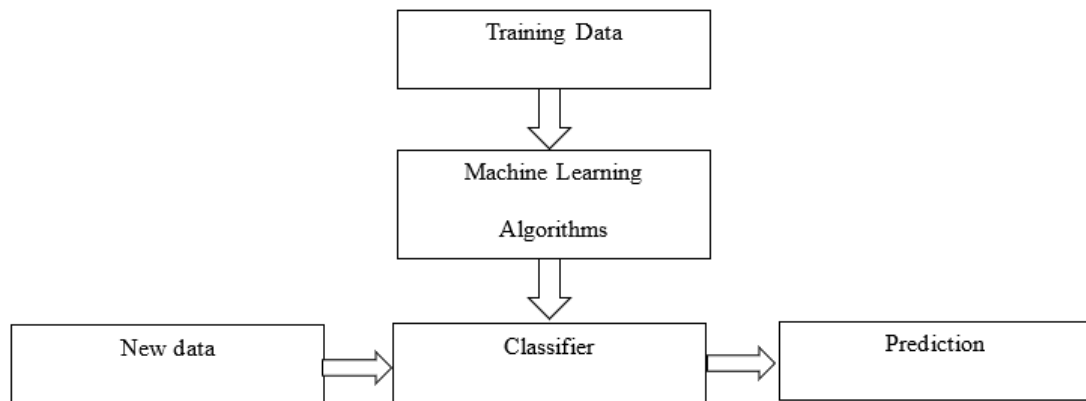 Training Data
Machine Learning
Algorithms
New data
Classifier
Prediction